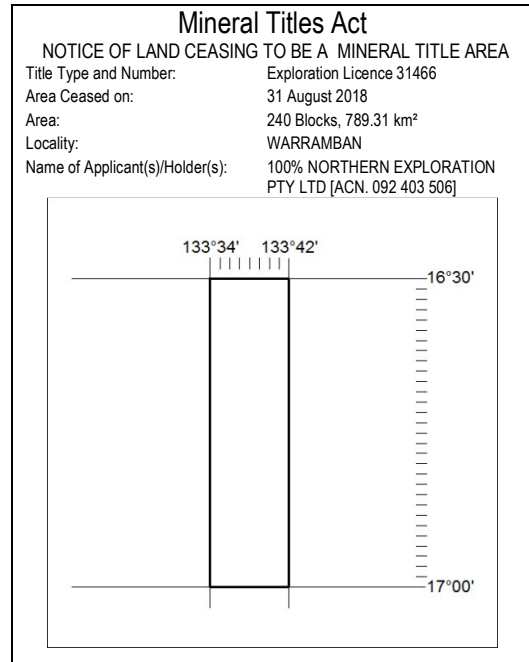 Mineral Titles Act
NOTICE OF LAND CEASING TO BE A MINERAL TITLE AREA
Title Type and Number: Exploration Licence 31466
Area Ceased on: 31 August 2018
Area: 240 Blocks, 789.31 km²
Locality: WARRAMBAN
Name of Applicant(s)/Holder(s): 100% NORTHERN EXPLORATION
PTY LTD [ACN. 092 403 506]
133°34' 133°42'
16°30'
17°00'